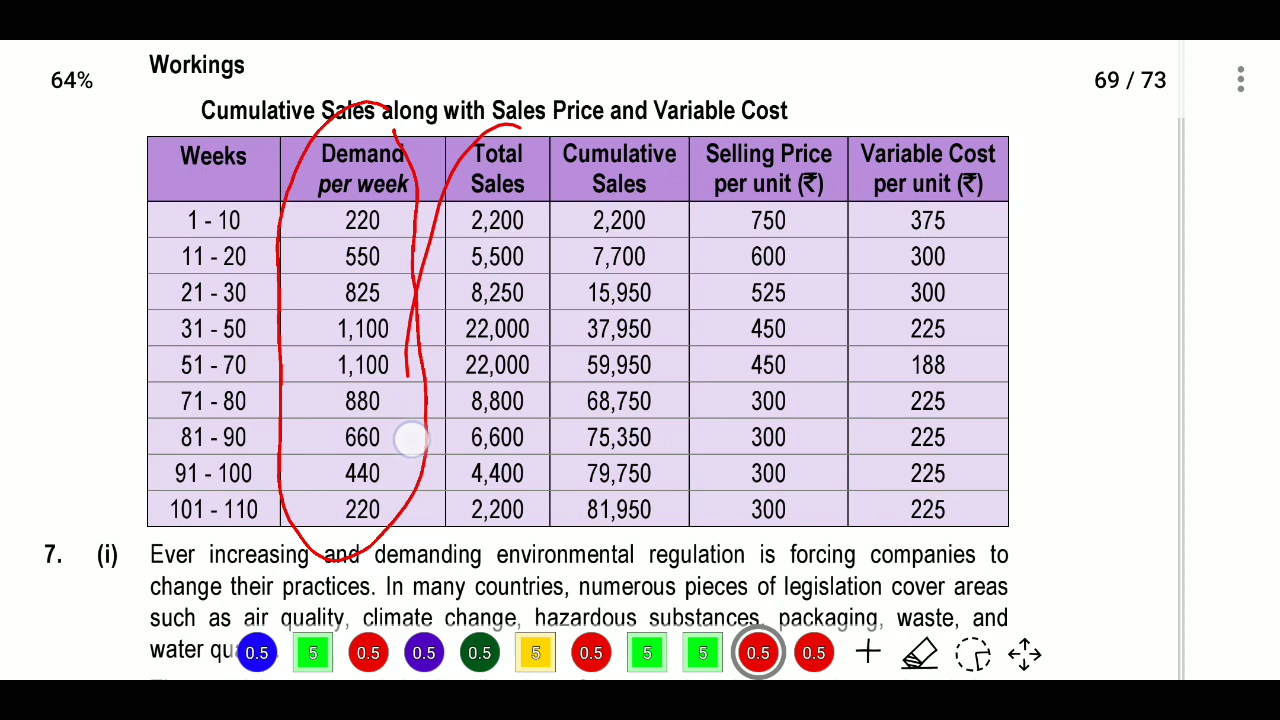 Workings
64%
69 / 73
Cumulative Sales along with Sales Price and Variable Cost
Weeks Demand per week Total Sales Cumulative Sales Selling Price per unit (₹) Variable Cost per unit (₹)
1 - 10 220 2,200 2,200 750 375
11 - 20 550 5,500 7,700 600 300
21 - 30 825 8,250 15,950 525 300
31 - 50 1,100 22,000 37,950 450 225
51 - 70 1,100 22,000 59,950 450 188
71 - 80 880 8,800 68,750 300 225
81 - 90 660 6,600 75,350 300 225
91 - 100 440 4,400 79,750 300 225
101 - 110 220 2,200 81,950 300 225
7. (i) Ever increasing and demanding environmental regulation is forcing companies to
change their practices. In many countries, numerous pieces of legislation cover areas
such as air quality, climate change, hazardous substances, packaging, waste, and
water
0.5 5 0.5 0.5 0.5 5 0.5 5 5 0.5 0.5